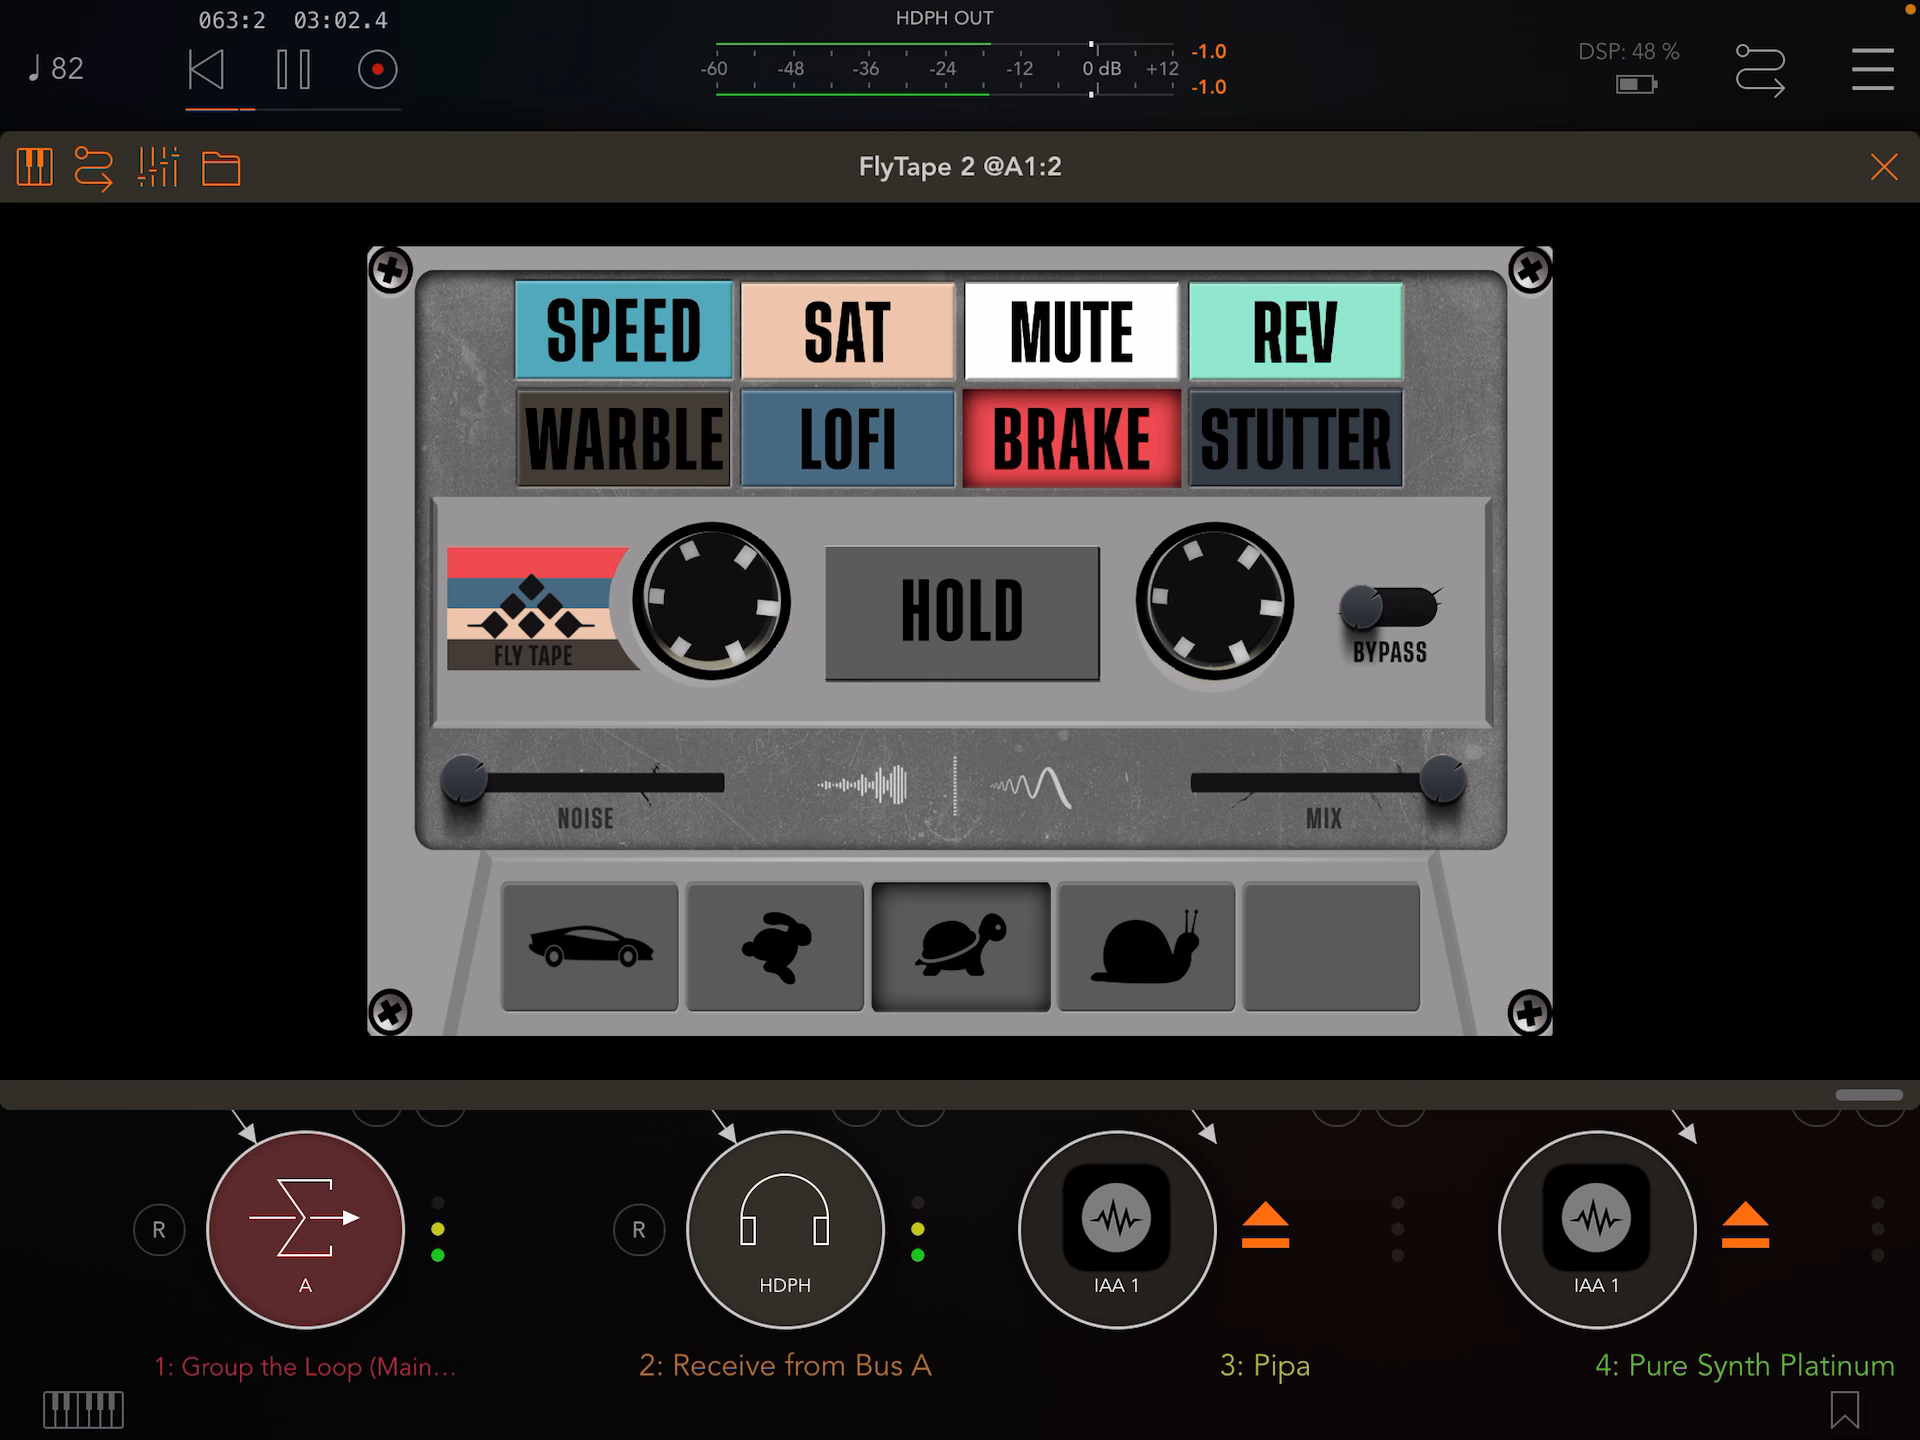 063:2 03:02.4
HDPH OUT
82
-60 -48 -36 -24 -12 0 dB +12
-1.0
-1.0
DSP: 48 %
FlyTape 2 @A1:2
SPEED SAT MUTE REV
WARBLE LOFI BRAKE STUTTER
HOLD
FLY TAPE
BYPASS
NOISE
MIX
R
A
R
HDPH
IAA 1
IAA 1
1: Group the Loop (Main...
2: Receive from Bus A
3: Pipa
4: Pure Synth Platinum